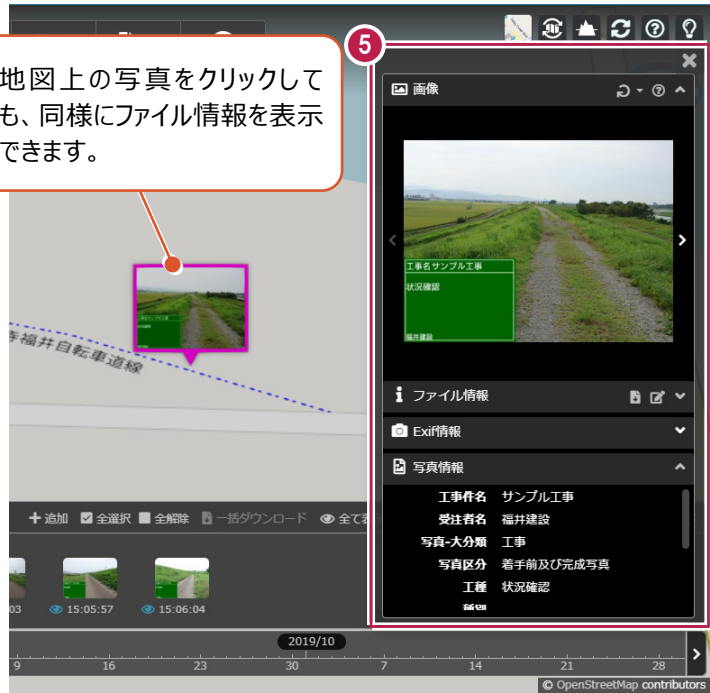 5
地図上の写真をクリックして
も、同様にファイル情報を表示
できます。
画像
工事名サンプル工事
状況確認
福井建設
福井自転車道線
ファイル情報
Exif情報
写真情報
工事件名 サンプル工事
受注者名 福井建設
写真-大分類 工事
写真区分 着手前及び完成写真
工種 状況確認
種別
追加 全選択 全解除 一括ダウンロード 全て表
03 15:05:57 15:06:04
2019/10
9 16 23 30 7 14 21 28
© OpenStreetMap contributors